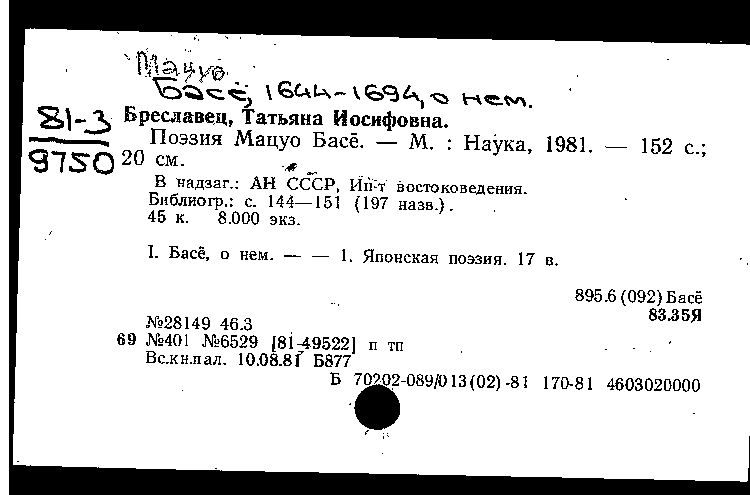 Мацуо
Басё, 1644-1694, о нем.
81-3
9750
Бреславец, Татьяна Иосифовна.
Поэзия Мацуо Басё. — М. : Наука, 1981. — 152 с.;
20 см.
В надзаг.: АН СССР, Ин-т востоковедения.
Библиогр.: с. 144—151 (197 назв.).
45 к. 8.000 экз.
I. Басё, о нем. — — 1. Японская поэзия. 17 в.
895.6 (092) Басё
83.35Я
№28149 46.3
69 №401 №6529 [81-49522] п тп
Вс.кн.пал. 10.08.81 Б877
Б 70202-089/013(02)-81 170-81 4603020000